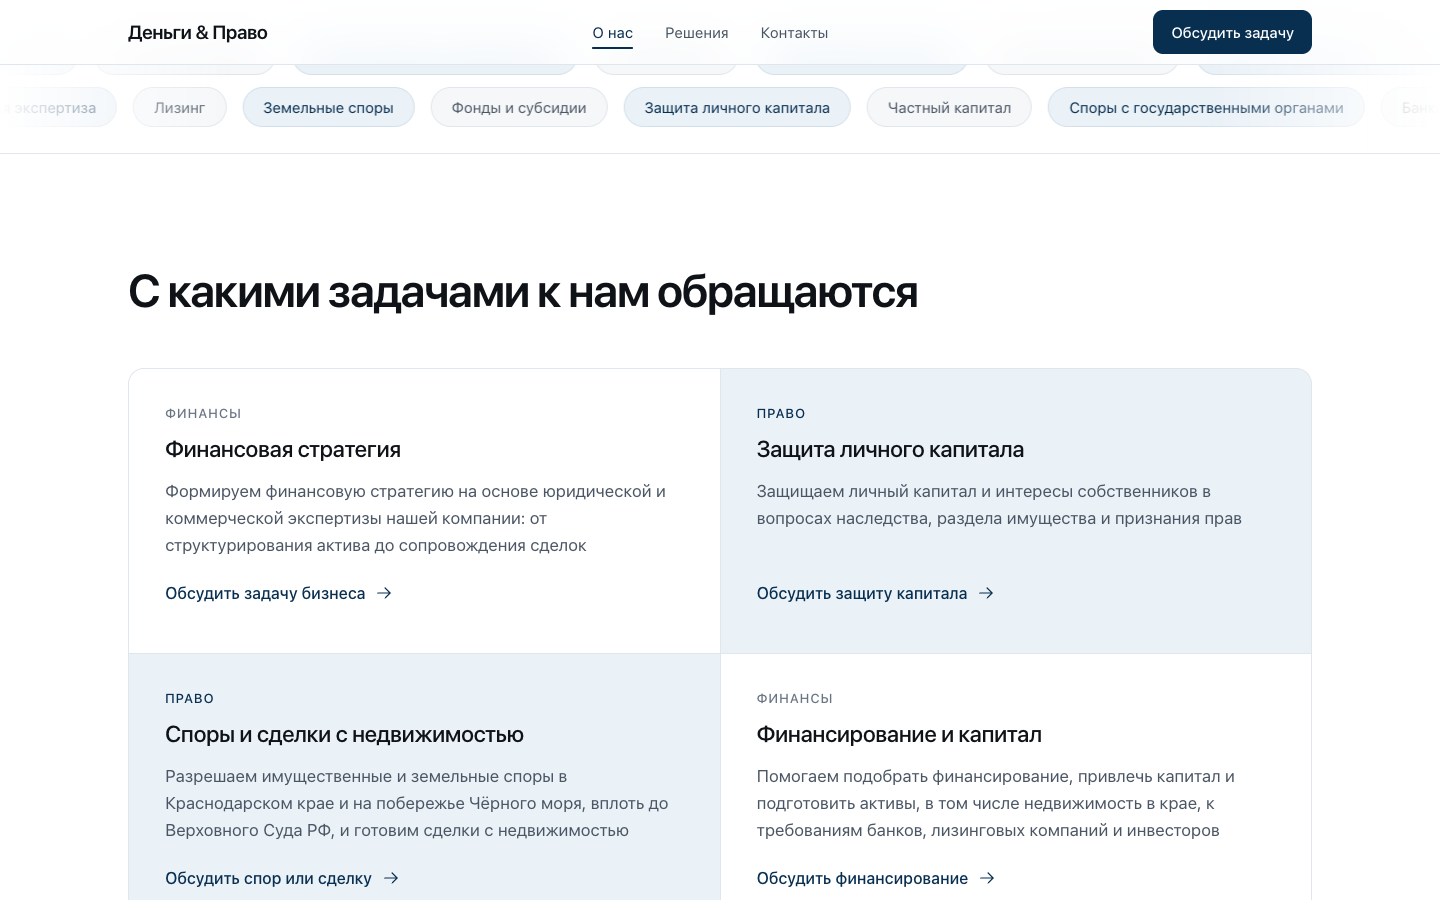 Деньги & Право
О нас
Решения
Контакты
Обсудить задачу
экспертиза
Лизинг
Земельные споры
Фонды и субсидии
Защита личного капитала
Частный капитал
Споры с государственными органами
С какими задачами к нам обращаются
ФИНАНСЫ
Финансовая стратегия
Формируем финансовую стратегию на основе юридической и
коммерческой экспертизы нашей компании: от
структурирования актива до сопровождения сделок
Обсудить задачу бизнеса →
ПРАВО
Защита личного капитала
Защищаем личный капитал и интересы собственников в
вопросах наследства, раздела имущества и признания прав
Обсудить защиту капитала →
ПРАВО
Споры и сделки с недвижимостью
Разрешаем имущественные и земельные споры в
Краснодарском крае и на побережье Чёрного моря, вплоть до
Верховного Суда РФ, и готовим сделки с недвижимостью
Обсудить спор или сделку →
ФИНАНСЫ
Финансирование и капитал
Помогаем подобрать финансирование, привлечь капитал и
подготовить активы, в том числе недвижимость в крае, к
требованиям банков, лизинговых компаний и инвесторов
Обсудить финансирование →